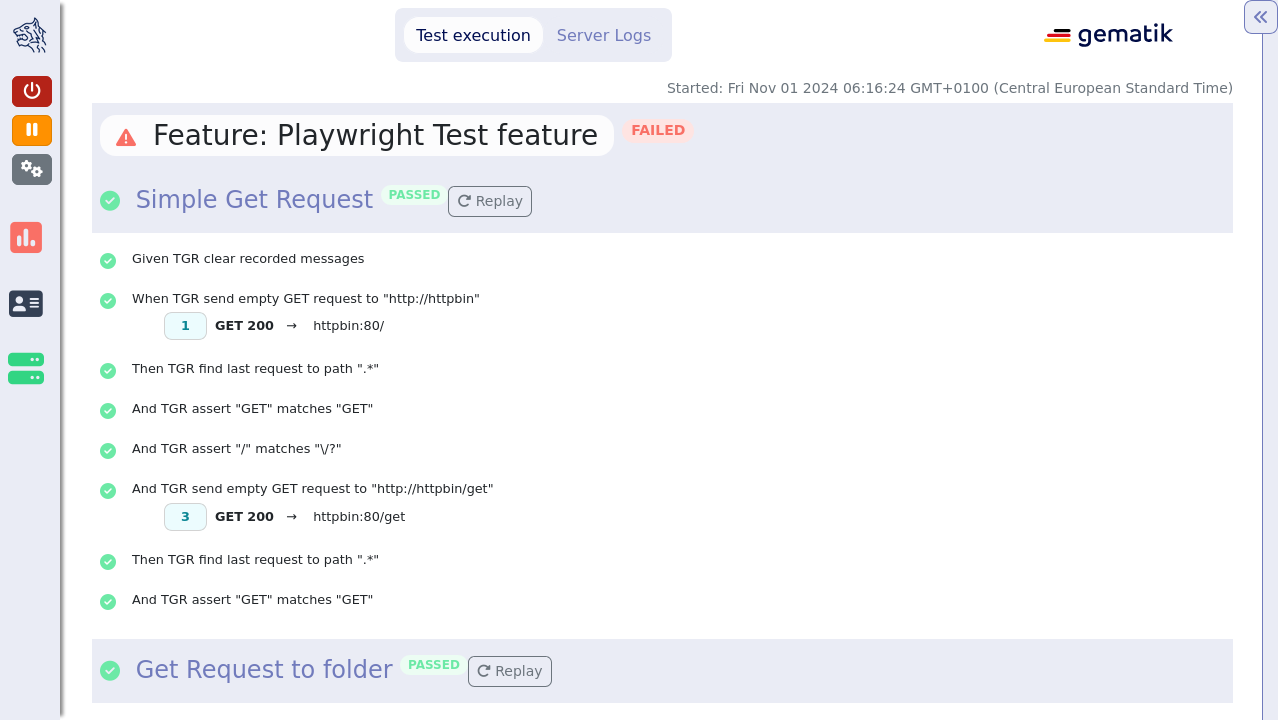 Test execution
Server Logs
gematik
Started: Fri Nov 01 2024 06:16:24 GMT+0100 (Central European Standard Time)
Feature: Playwright Test feature FAILED
Simple Get Request PASSED Replay
Given TGR clear recorded messages
When TGR send empty GET request to "http://httpbin"
1 GET 200 → httpbin:80/
Then TGR find last request to path ".*"
And TGR assert "GET" matches "GET"
And TGR assert "/" matches "\/?"
And TGR send empty GET request to "http://httpbin/get"
3 GET 200 → httpbin:80/get
Then TGR find last request to path ".*"
And TGR assert "GET" matches "GET"
Get Request to folder PASSED Replay